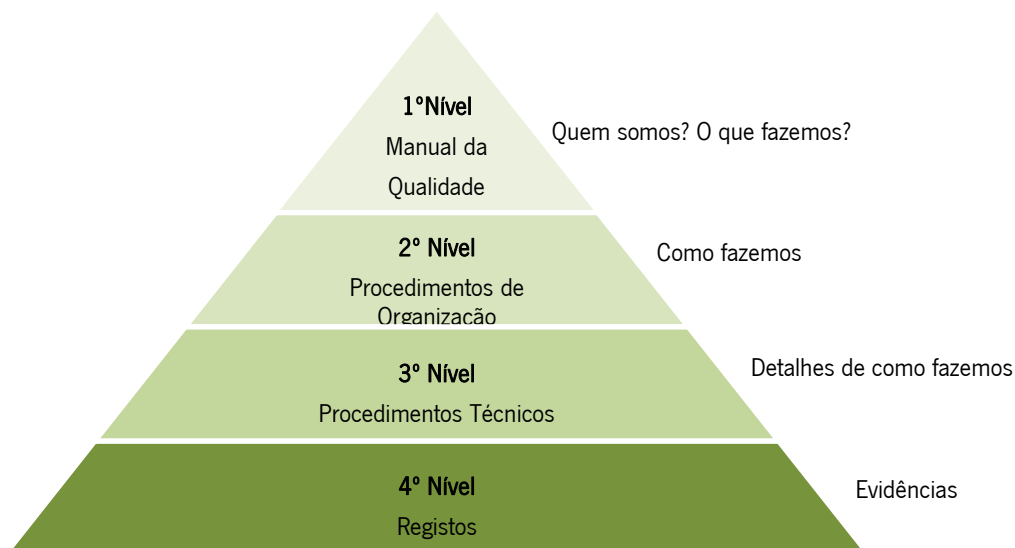 1ºNível
Manual da
Qualidade
Quem somos? O que fazemos?
2º Nível
Procedimentos de
Organização
Como fazemos
3º Nível
Procedimentos Técnicos
Detalhes de como fazemos
4º Nível
Registos
Evidências